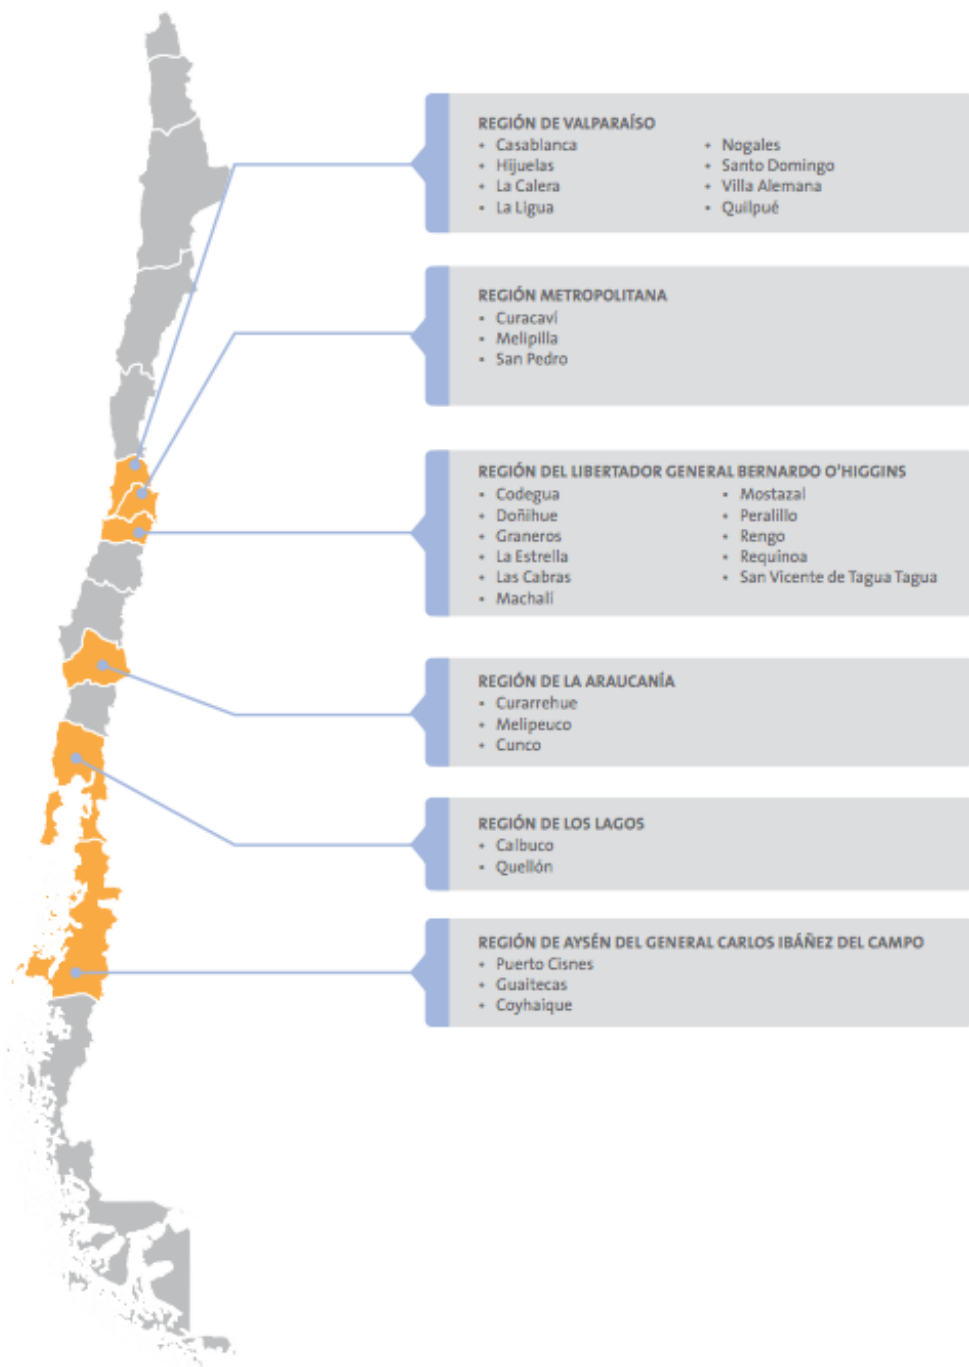 REGIÓN DE VALPARAÍSO
• Casablanca
• Hijuelas
• La Calera
• La Ligua
• Nogales
• Santo Domingo
• Villa Alemana
• Quilpué
REGIÓN METROPOLITANA
• Curacaví
• Melipilla
• San Pedro
REGIÓN DEL LIBERTADOR GENERAL BERNARDO O'HIGGINS
• Codegua
• Doñihue
• Graneros
• La Estrella
• Las Cabras
• Machalí
• Mostazal
• Peralillo
• Rengo
• Requinoa
• San Vicente de Tagua Tagua
REGIÓN DE LA ARAUCANÍA
• Curarrehue
• Melipeuco
• Cunco
REGIÓN DE LOS LAGOS
• Calbuco
• Quellón
REGIÓN DE AYSÉN DEL GENERAL CARLOS IBÁÑEZ DEL CAMPO
• Puerto Cisnes
• Guaitecas
• Coyhaique